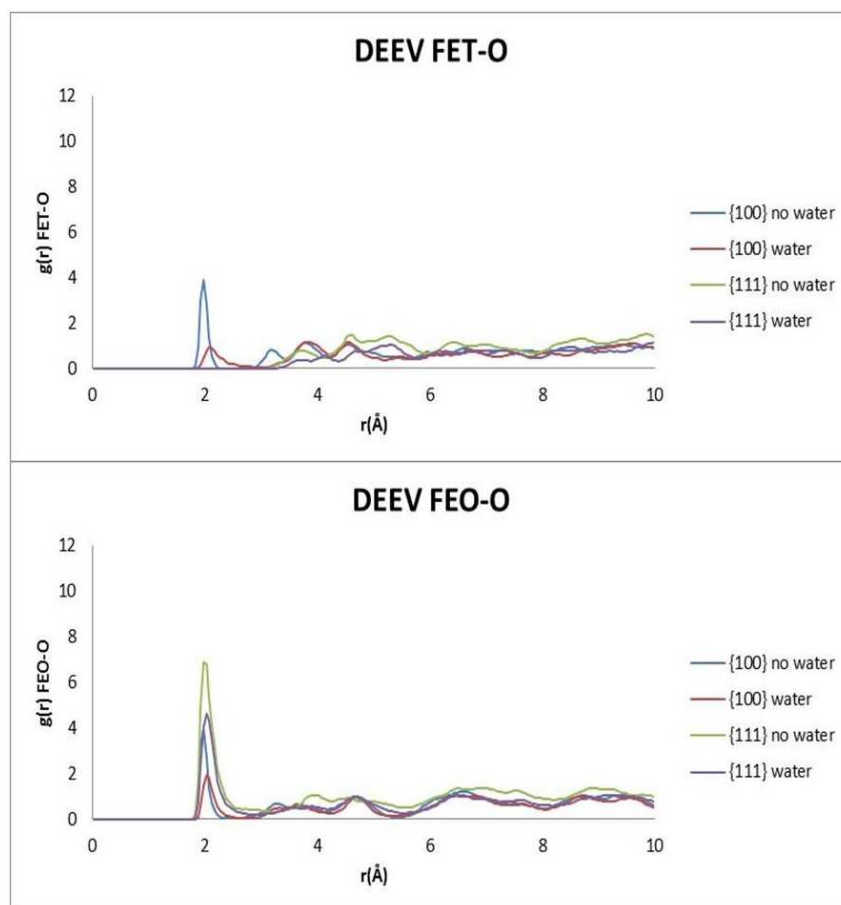 DEEV FET-O
12
10
8
6
4
2
0
g(r) FET-O
0 2 4 6 8 10
r(Å)
{100} no water
{100} water
{111} no water
{111} water
DEEV FEO-O
12
10
8
6
4
2
0
g(r) FEO-O
0 2 4 6 8 10
r(Å)
{100} no water
{100} water
{111} no water
{111} water